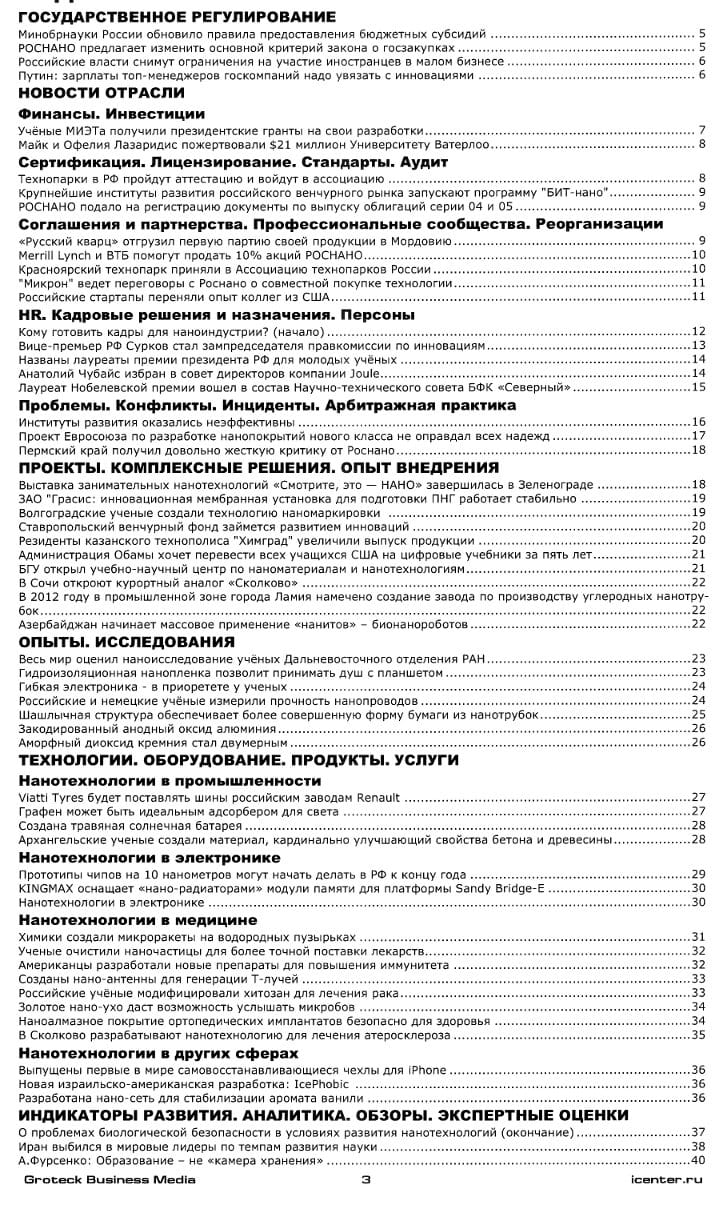 ГОСУДАРСТВЕННОЕ РЕГУЛИРОВАНИЕ
Минобрнауки России обновило правила предоставления бюджетных субсидий ... 5
РОСНАНО предлагает изменить основной критерий закона о госзакупках ... 5
Российские власти снимут ограничения на участие иностранцев в малом бизнесе ... 6
Путин: зарплаты топ-менеджеров госкомпаний надо увязать с инновациями ... 6
НОВОСТИ ОТРАСЛИ
Финансы. Инвестиции
Учёные МИЭТа получили президентские гранты на свои разработки ... 7
Майк и Офелия Лазаридис пожертвовали $21 миллион Университету Ватерлоо ... 8
Сертификация. Лицензирование. Стандарты. Аудит
Технопарки в РФ пройдут аттестацию и войдут в ассоциацию ... 8
Крупнейшие институты развития российского венчурного рынка запускают программу "БИТ-нано" ... 9
РОСНАНО подало на регистрацию документы по выпуску облигаций серии 04 и 05 ... 9
Соглашения и партнерства. Профессиональные сообщества. Реорганизации
«Русский кварц» отгрузил первую партию своей продукции в Мордовию ... 9
Merrill Lynch и ВТБ помогут продать 10% акций РОСНАНО ... 10
Красноярский технопарк приняли в Ассоциацию технопарков России ... 10
"Микрон" ведет переговоры с Роснано о совместной покупке технологии ... 11
Российские стартапы переняли опыт коллег из США ... 11
HR. Кадровые решения и назначения. Персоны
Кому готовить кадры для наноиндустрии? (начало) ... 12
Вице-премьер РФ Сурков стал зампредседателя правкомиссии по инновациям ... 13
Названы лауреаты премии президента РФ для молодых учёных ... 14
Анатолий Чубайс избран в совет директоров компании Joule ... 14
Лауреат Нобелевской премии вошел в состав Научно-технического совета БФК «Северный» ... 15
Проблемы. Конфликты. Инциденты. Арбитражная практика
Институты развития оказались неэффективны ... 16
Проект Евросоюза по разработке нанопокрытий нового класса не оправдал всех надежд ... 17
Пермский край получил довольно жесткую критику от Роснано ... 18
ПРОЕКТЫ. КОМПЛЕКСНЫЕ РЕШЕНИЯ. ОПЫТ ВНЕДРЕНИЯ
Выставка занимательных нанотехнологий «Смотрите, это — НАНО» завершилась в Зеленограде ... 18
ЗАО "Грасис: инновационная мембранная установка для подготовки ПНГ работает стабильно ... 19
Волгоградские ученые создали технологию наномаркировки ... 19
Ставропольский венчурный фонд займется развитием инноваций ... 20
Резиденты казанского технополиса "Химград" увеличили выпуск продукции ... 20
Администрация Обамы хочет перевести всех учащихся США на цифровые учебники за пять лет ... 21
БГУ открыл учебно-научный центр по наноматериалам и нанотехнологиям ... 21
В Сочи откроют курортный аналог «Сколково» ... 22
В 2012 году в промышленной зоне города Ламия намечено создание завода по производству углеродных нанотру-
бок ... 22
Азербайджан начинает массовое применение «нанитов» – бионанороботов ... 22
ОПЫТЫ. ИССЛЕДОВАНИЯ
Весь мир оценил наноисследование учёных Дальневосточного отделения РАН ... 23
Гидроизоляционная нанопленка позволит принимать душ с планшетом ... 23
Гибкая электроника - в приоретете у ученых ... 24
Российские и немецкие учёные измерили прочность нанопроводов ... 24
Шашлычная структура обеспечивает более совершенную форму бумаги из нанотрубок ... 25
Закодированный анодный оксид алюминия ... 26
Аморфный диоксид кремния стал двумерным ... 26
ТЕХНОЛОГИИ. ОБОРУДОВАНИЕ. ПРОДУКТЫ. УСЛУГИ
Нанотехнологии в промышленности
Viatti Tyres будет поставлять шины российским заводам Renault ... 27
Графен может быть идеальным адсорбером для света ... 27
Создана травяная солнечная батарея ... 28
Архангельские ученые создали материал, кардинально улучшающий свойства бетона и древесины ... 28
Нанотехнологии в электронике
Прототипы чипов на 10 нанометров могут начать делать в РФ к концу года ... 29
KINGMAX оснащает «нано-радиаторами» модули памяти для платформы Sandy Bridge-E ... 30
Нанотехнологии в электронике ... 30
Нанотехнологии в медицине
Химики создали микроракеты на водородных пузырьках ... 31
Ученые очистили наночастицы для более точной поставки лекарств ... 32
Американцы разработали новые препараты для повышения иммунитета ... 32
Созданы нано-антенны для генерации Т-лучей ... 33
Российские учёные модифицировали хитозан для лечения рака ... 33
Золотое нано-ухо даст возможность услышать микробов ... 34
Наноалмазное покрытие ортопедических имплантатов безопасно для здоровья ... 34
В Сколково разрабатывают нанотехнологию для лечения атеросклероза ... 35
Нанотехнологии в других сферах
Выпущены первые в мире самовосстанавливающиеся чехлы для iPhone ... 36
Новая израильско-американская разработка: IcePhobic ... 36
Разработана нано-сеть для стабилизации аромата ванили ... 36
ИНДИКАТОРЫ РАЗВИТИЯ. АНАЛИТИКА. ОБЗОРЫ. ЭКСПЕРТНЫЕ ОЦЕНКИ
О проблемах биологической безопасности в условиях развития нанотехнологий (окончание) ... 37
Иран выбился в мировые лидеры по темпам развития науки ... 38
А.Фурсенко: Образование – не «камера хранения» ... 40
Groteck Business Media 3 icenter.ru